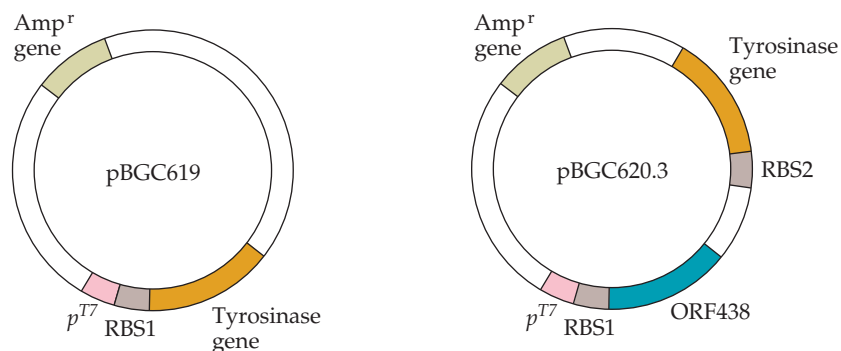 Amp r
gene
pBGC619
p T7
RBS1
Tyrosinase
gene
Amp r
gene
Tyrosinase
gene
RBS2
pBGC620.3
ORF438
p T7
RBS1